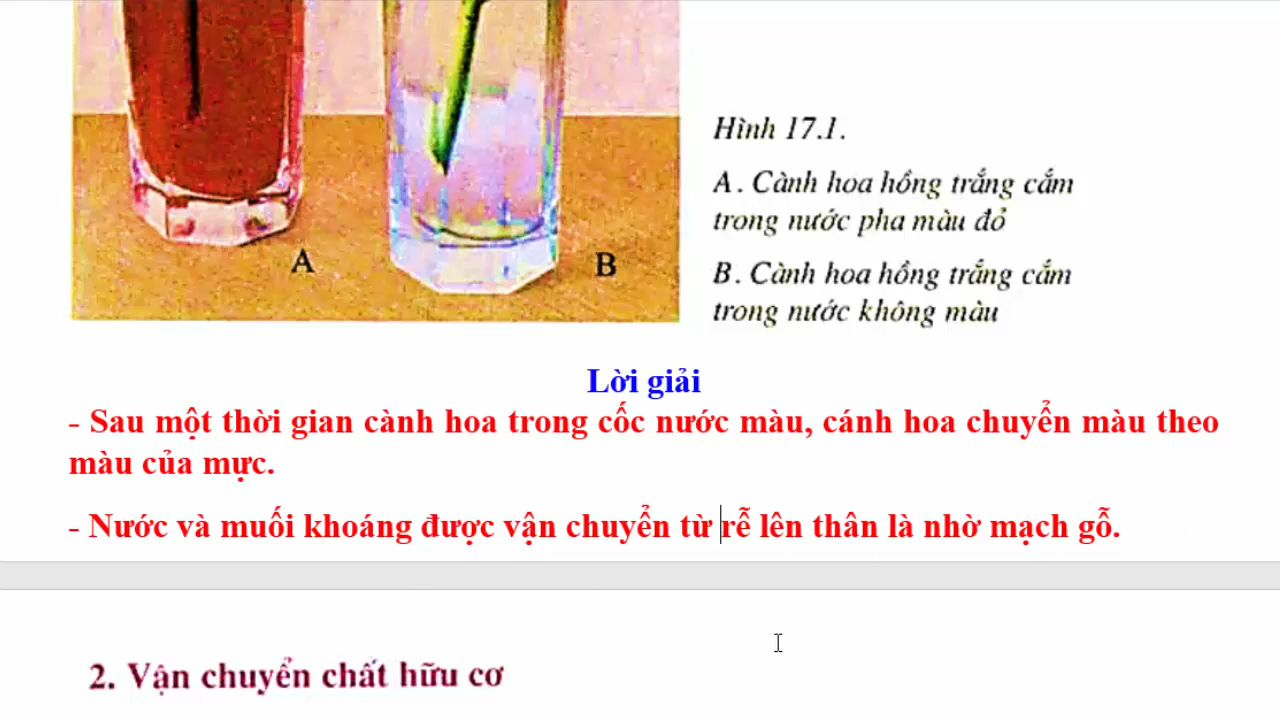 Hình 17.1.
A. Cành hoa hồng trắng cắm
trong nước pha màu đỏ
B. Cành hoa hồng trắng cắm
trong nước không màu
A
B
Lời giải
- Sau một thời gian cành hoa trong cốc nước màu, cánh hoa chuyển màu theo
màu của mực.
- Nước và muối khoáng được vận chuyển từ rễ lên thân là nhờ mạch gỗ.
2. Vận chuyển chất hữu cơ